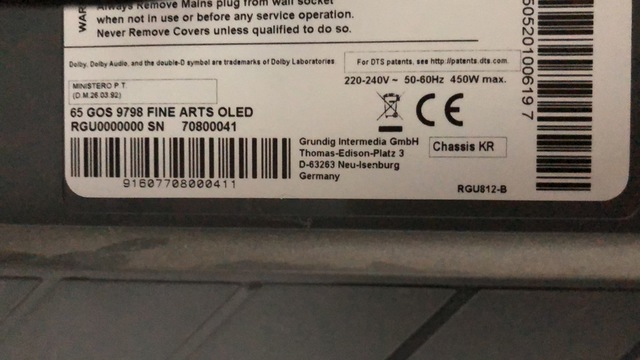 WAR
Always Remove Mains plug from wall socket
when not in use or before any service operation.
Never Remove Covers unless qualified to do so.
Dolby, Dolby Audio, and the double-D symbol are trademarks of Dolby Laboratories.
For DTS patents, see http://patents.dts.com.
MINISTERO P.T.
(D.M.26.03.92)
220-240V ~ 50-60Hz 450W max.
65 GOS 9798 FINE ARTS OLED
RGU0000000 SN 70800041
CE
91607708000411
Grundig Intermedia GmbH
Thomas-Edison-Platz 3
D-63263 Neu-Isenburg
Germany
Chassis KR
RGU812-B
50520100619 7